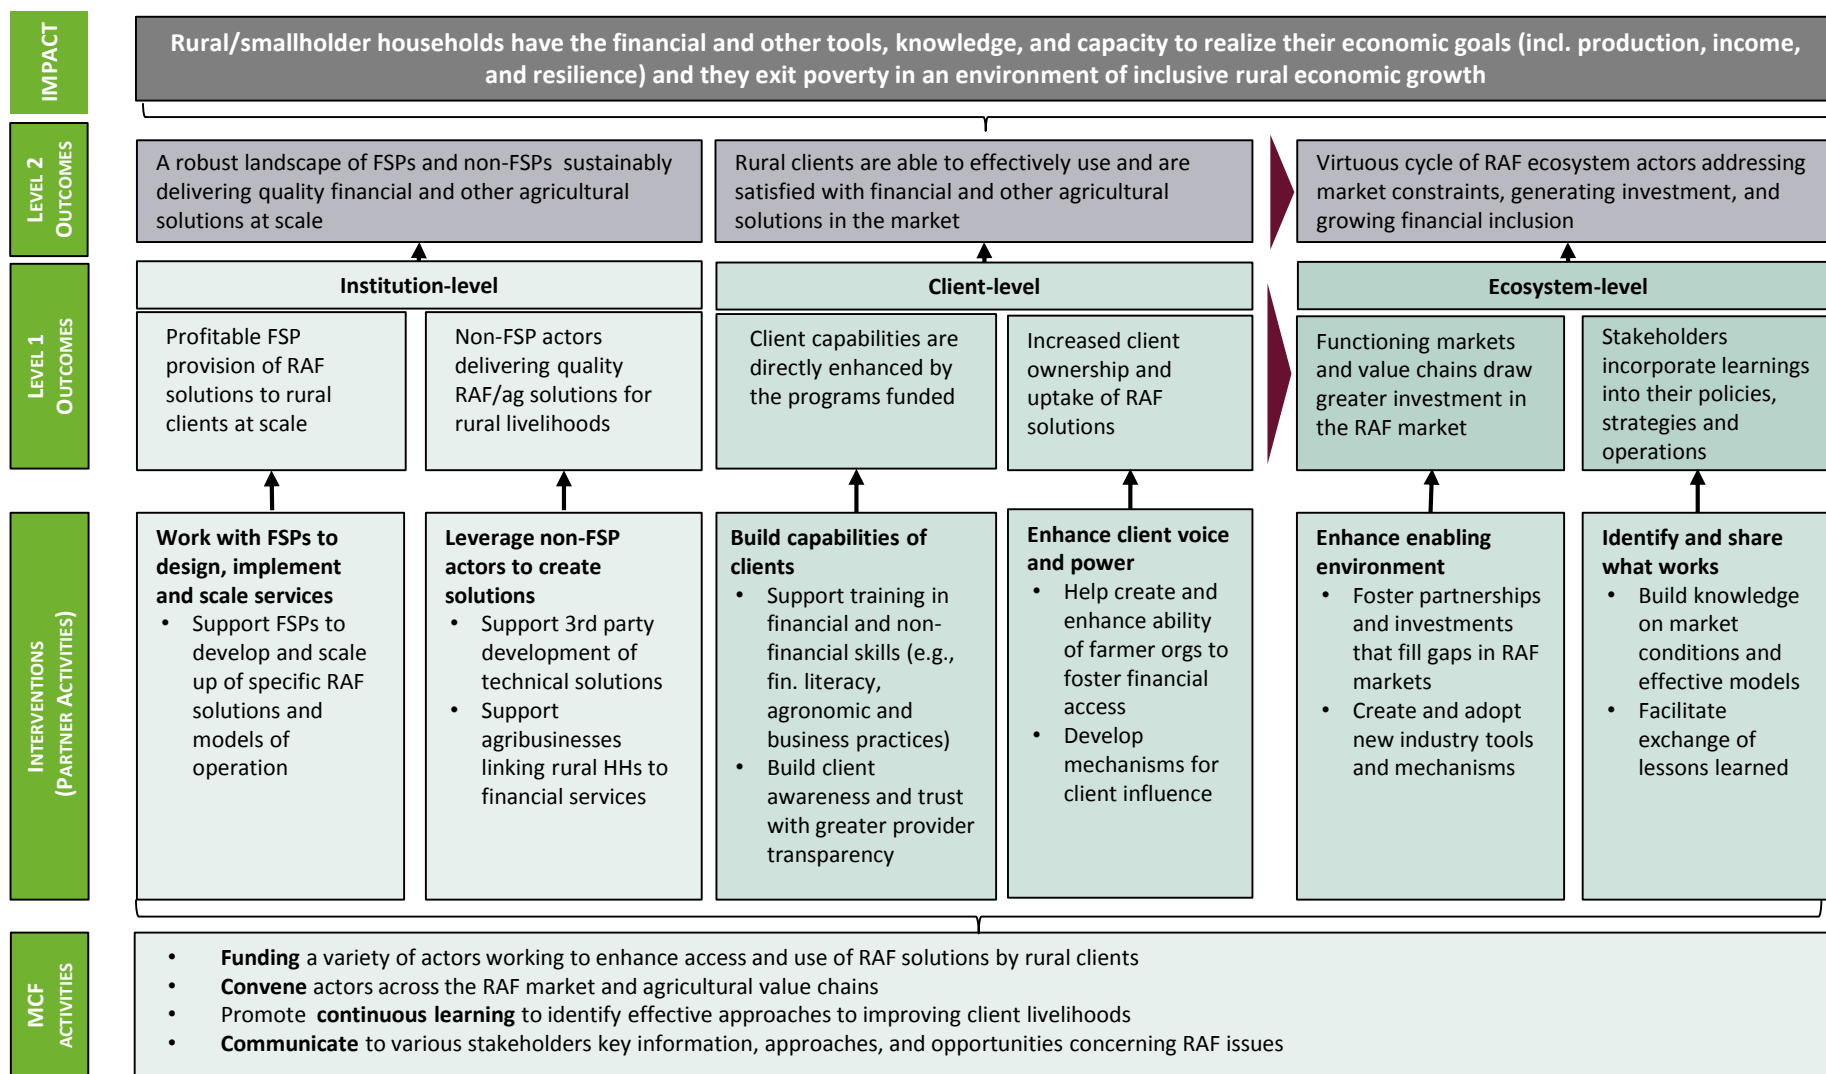 IMPACT
Rural/smallholder households have the financial and other tools, knowledge, and capacity to realize their economic goals (incl. production, income,
and resilience) and they exit poverty in an environment of inclusive rural economic growth
LEVEL 2
OUTCOMES
A robust landscape of FSPs and non-FSPs sustainably
delivering quality financial and other agricultural
solutions at scale
Rural clients are able to effectively use and are
satisfied with financial and other agricultural
solutions in the market
Virtuous cycle of RAF ecosystem actors addressing
market constraints, generating investment, and
growing financial inclusion
LEVEL 1
OUTCOMES
Institution-level
Profitable FSP
provision of RAF
solutions to rural
clients at scale
Non-FSP actors
delivering quality
RAF/ag solutions for
rural livelihoods
Client-level
Client capabilities are
directly enhanced by
the programs funded
Increased client
ownership and
uptake of RAF
solutions
Ecosystem-level
Functioning markets
and value chains draw
greater investment in
the RAF market
Stakeholders
incorporate learnings
into their policies,
strategies and
operations
INTERVENTIONS
(PARTNER ACTIVITIES)
Work with FSPs to
design, implement
and scale services
• Support FSPs to
develop and scale
up of specific RAF
solutions and
models of
operation
Leverage non-FSP
actors to create
solutions
• Support 3rd party
development of
technical solutions
• Support
agribusinesses
linking rural HHs to
financial services
Build capabilities of
clients
• Support training in
financial and non-
financial skills (e.g.,
fin. literacy,
agronomic and
business practices)
• Build client
awareness and trust
with greater provider
transparency
Enhance client voice
and power
• Help create and
enhance ability
of farmer orgs to
foster financial
access
• Develop
mechanisms for
client influence
Enhance enabling
environment
• Foster partnerships
and investments
that fill gaps in RAF
markets
• Create and adopt
new industry tools
and mechanisms
Identify and share
what works
• Build knowledge
on market
conditions and
effective models
• Facilitate
exchange of
lessons learned
MCF
ACTIVITIES
• Funding a variety of actors working to enhance access and use of RAF solutions by rural clients
• Convene actors across the RAF market and agricultural value chains
• Promote continuous learning to identify effective approaches to improving client livelihoods
• Communicate to various stakeholders key information, approaches, and opportunities concerning RAF issues